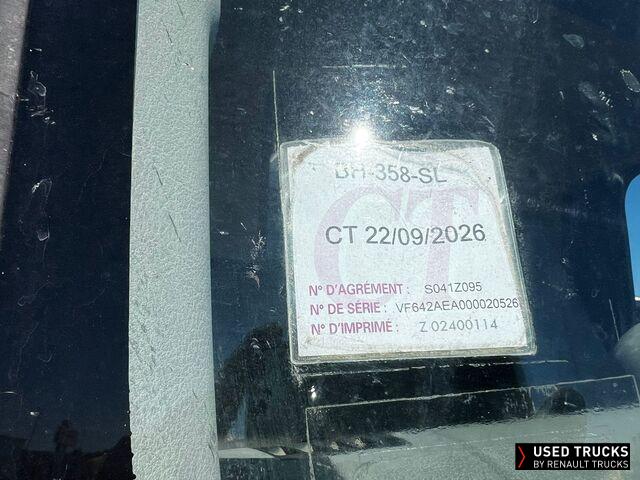 BH-358-SL
CT
CT 22/09/2026
N° D'AGRÉMENT : S041Z095
N° DE SÉRIE : VF642AEA000020526
N° D'IMPRIMÉ : Z 02400114
USED TRUCKS
BY RENAULT TRUCKS